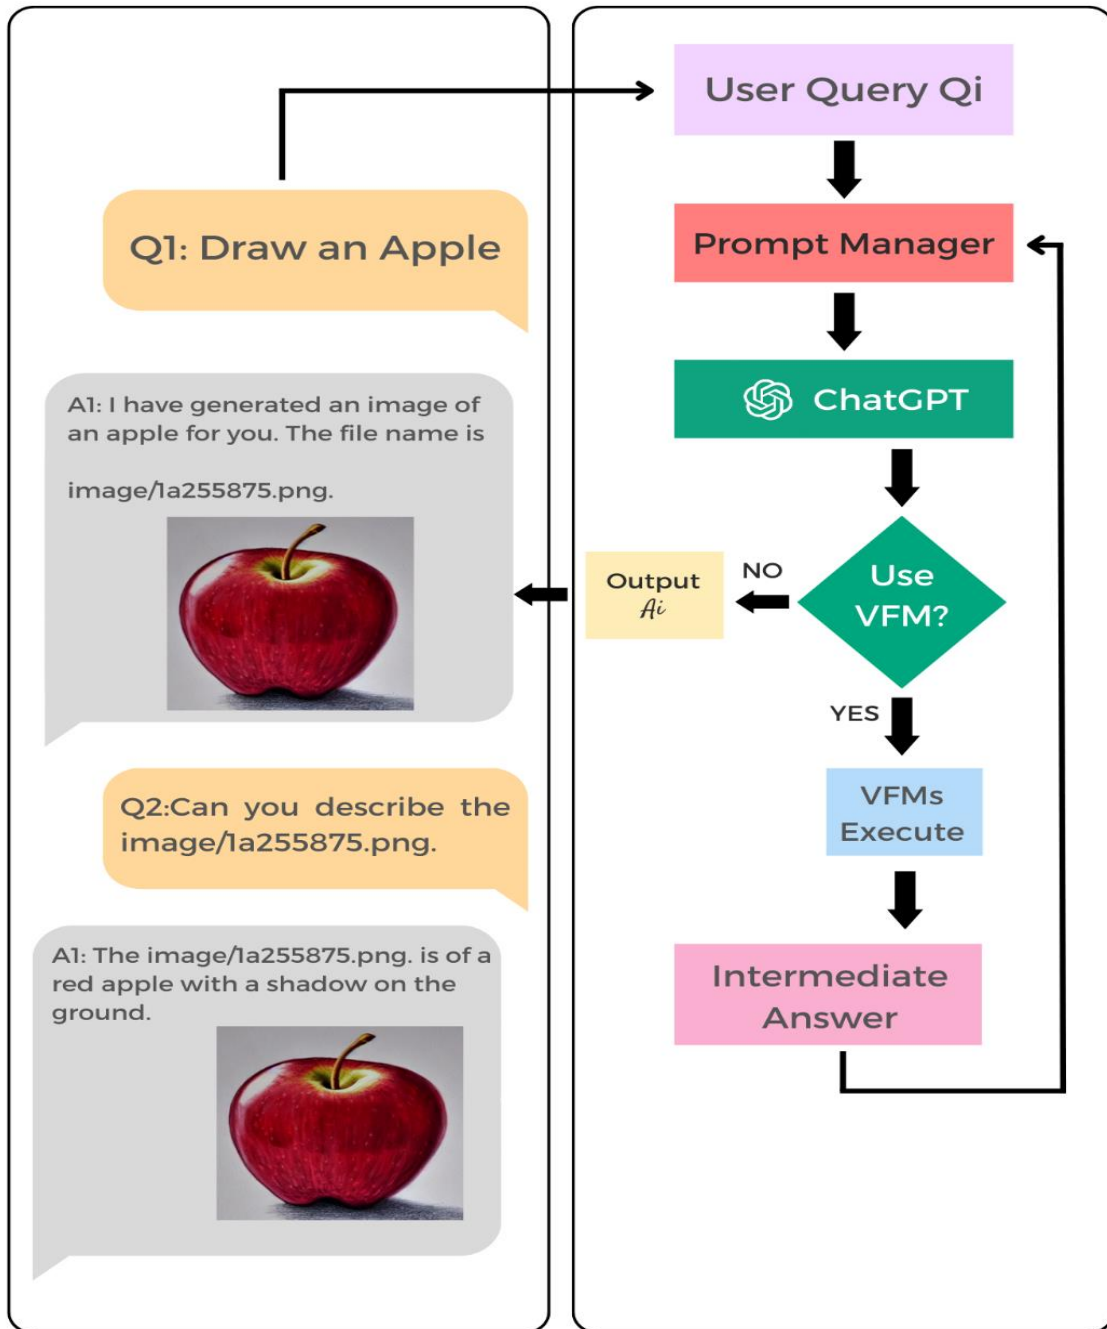 Q1: Draw an Apple
A1: I have generated an image of
an apple for you. The file name is
image/1a255875.png.
Q2:Can you describe the
image/1a255875.png.
A1: The image/1a255875.png. is of a
red apple with a shadow on the
ground.
User Query Qi
Prompt Manager
ChatGPT
Use
VFM?
NO
Output
Ai
YES
VFMs
Execute
Intermediate
Answer